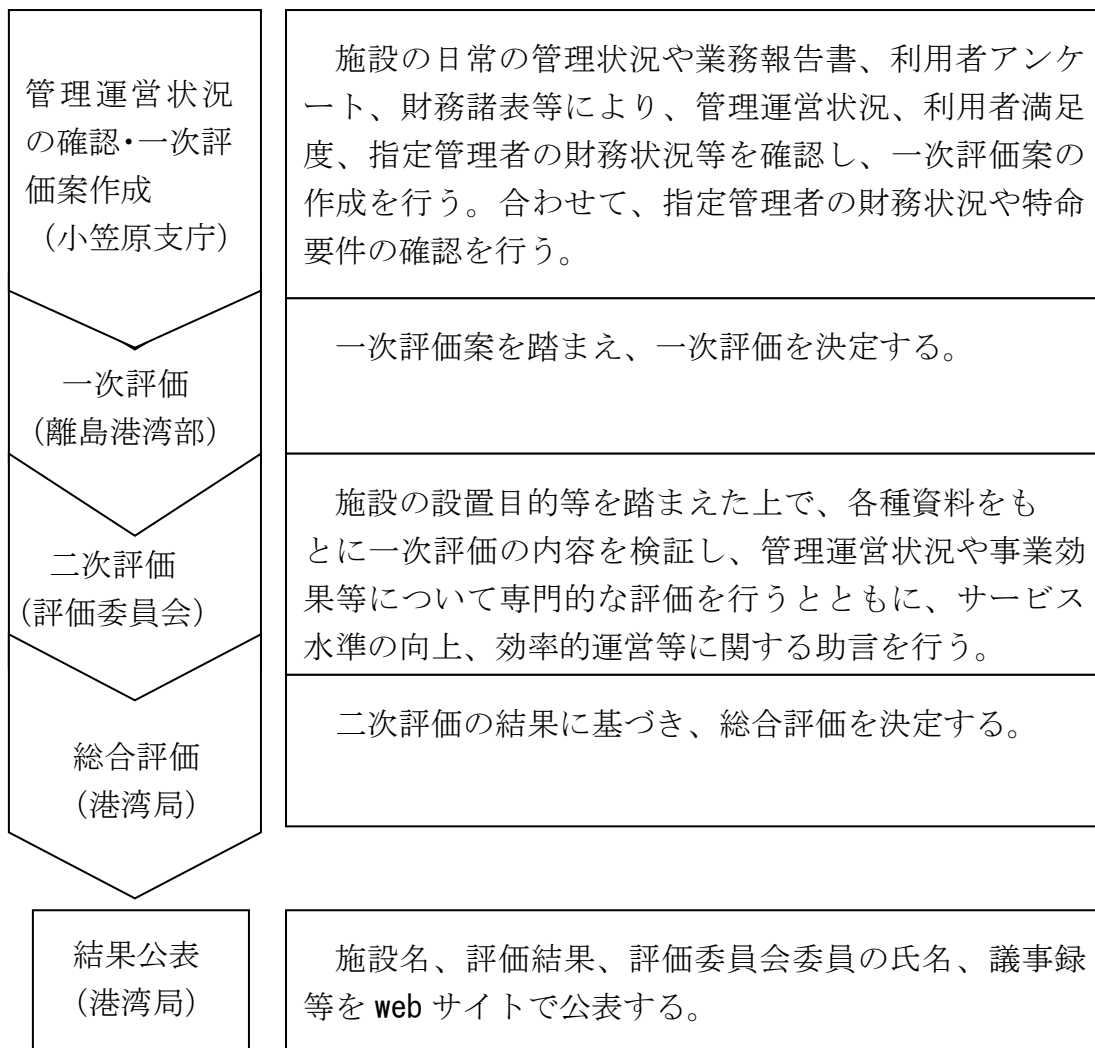 管理運営状況
の確認・一次評
価案作成
（小笠原支庁）
施設の日常の管理状況や業務報告書、利用者アンケ
ート、財務諸表等により、管理運営状況、利用者満足
度、指定管理者の財務状況等を確認し、一次評価案の
作成を行う。合わせて、指定管理者の財務状況や特命
要件の確認を行う。
一次評価
（離島港湾部）
一次評価案を踏まえ、一次評価を決定する。
二次評価
（評価委員会）
施設の設置目的等を踏まえた上で、各種資料をも
とに一次評価の内容を検証し、管理運営状況や事業効
果等について専門的な評価を行うとともに、サービス
水準の向上、効率的運営等に関する助言を行う。
総合評価
（港湾局）
二次評価の結果に基づき、総合評価を決定する。
結果公表
（港湾局）
施設名、評価結果、評価委員会委員の氏名、議事録
等を web サイトで公表する。